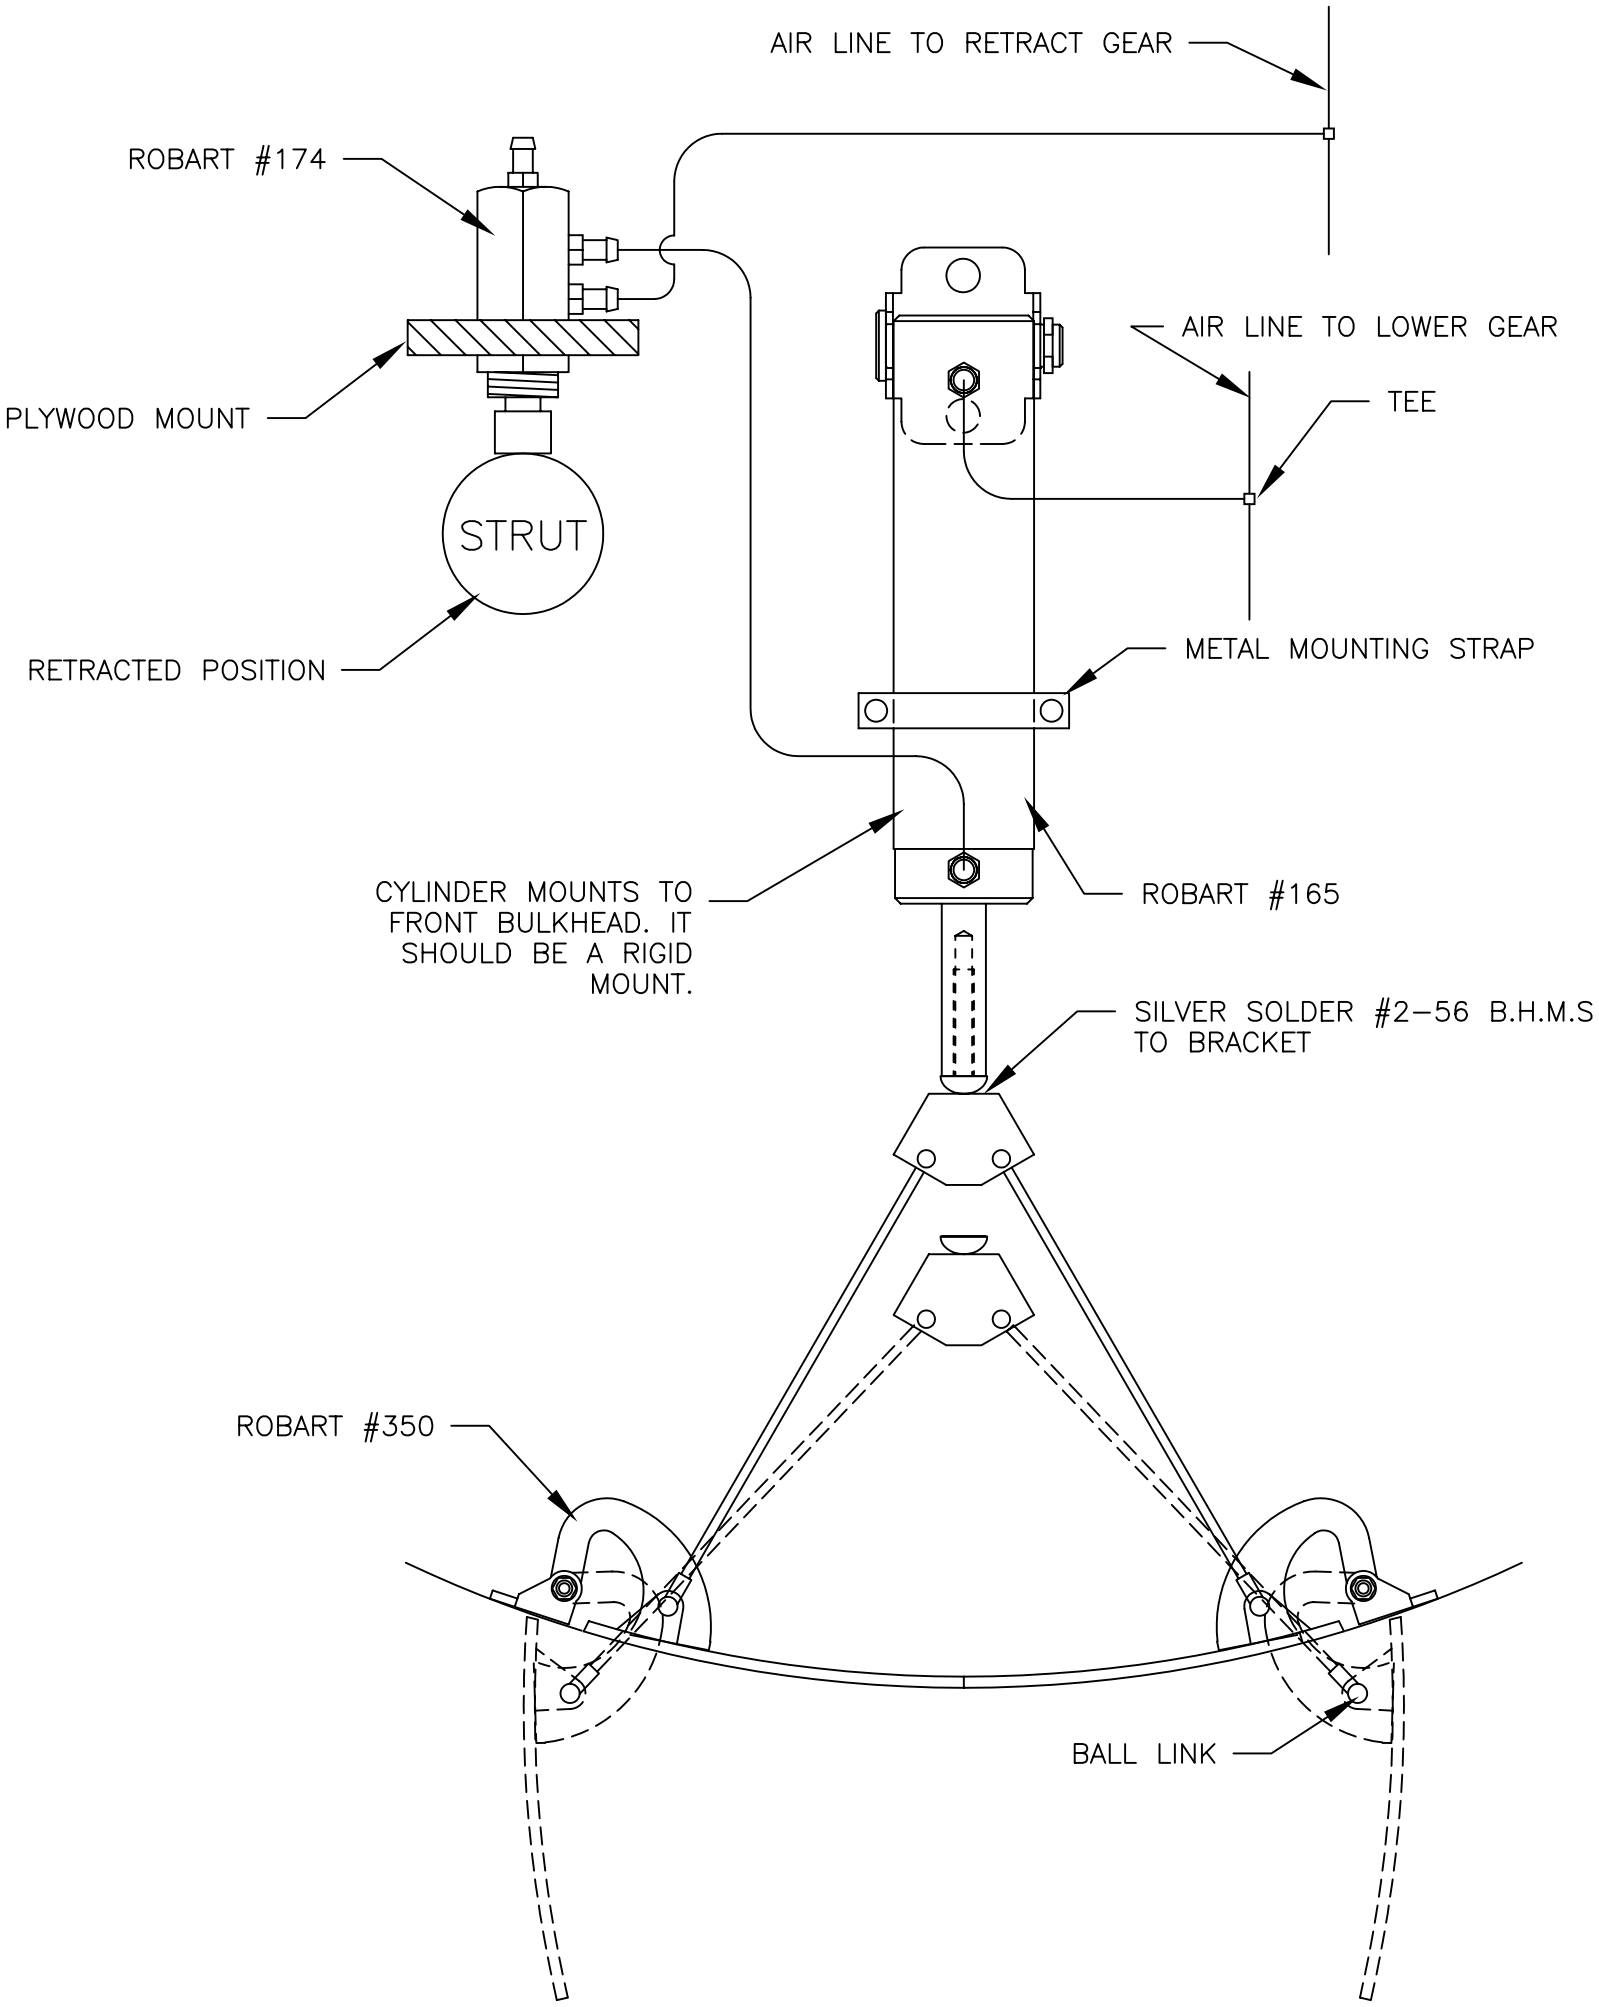 AIR LINE TO RETRACT GEAR
ROBART #174
AIR LINE TO LOWER GEAR
TEE
PLYWOOD MOUNT
STRUT
RETRACTED POSITION
METAL MOUNTING STRAP
CYLINDER MOUNTS TO
FRONT BULKHEAD. IT
SHOULD BE A RIGID
MOUNT.
ROBART #165
SILVER SOLDER #2-56 B.H.M.S
TO BRACKET
ROBART #350
BALL LINK